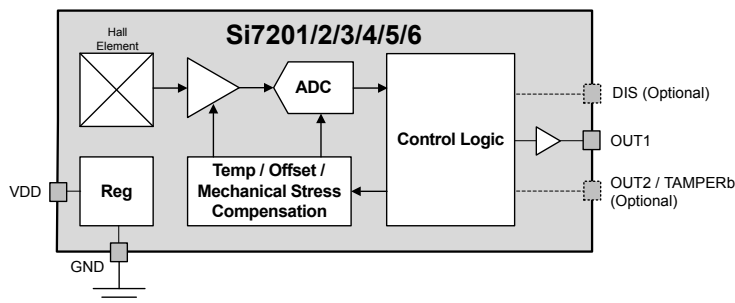 Si7201/2/3/4/5/6
Hall
Element
ADC
DIS (Optional)
Control Logic
OUT1
Temp / Offset /
Mechanical Stress
Compensation
OUT2 / TAMPERb
(Optional)
VDD
Reg
GND